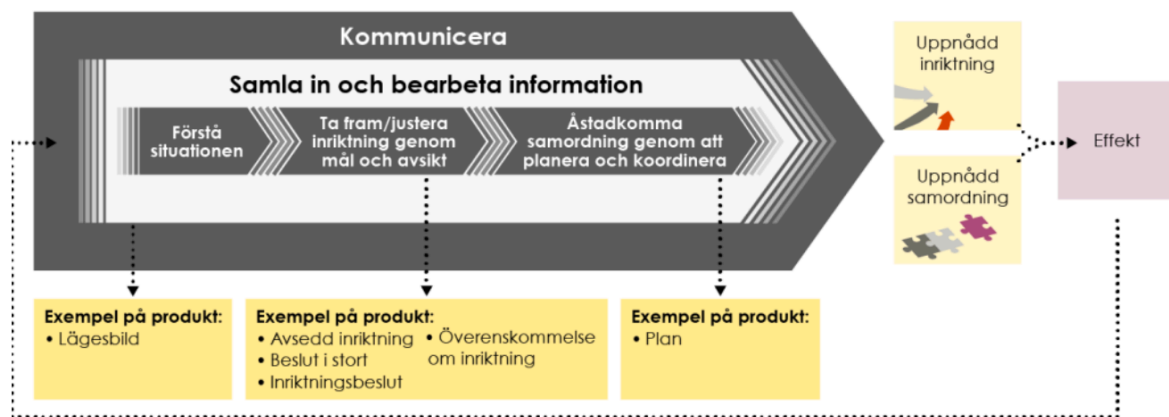 Kommunicera
Samla in och bearbeta information
Förstå
situationen
Ta fram/justera
inriktning genom
mål och avsikt
Åstadkomma
samordning genom att
planera och koordinera
Uppnådd
inriktning
Uppnådd
samordning
Effekt
Exempel på produkt:
• Lägesbild
Exempel på produkt:
• Avsedd inriktning
• Beslut i stort
• Inriktningsbeslut
• Överenskommelse
om inriktning
Exempel på produkt:
• Plan